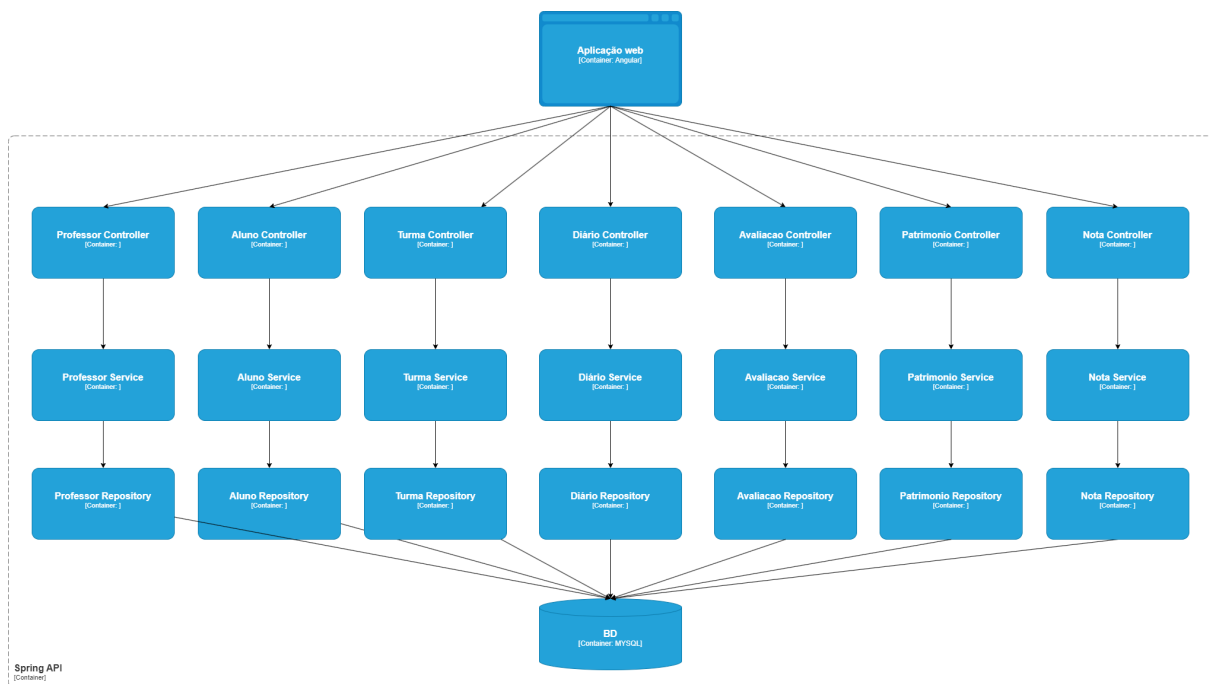 Aplicação web
[Container: Angular]
Professor Controller
[Container: ]
Aluno Controller
[Container: ]
Turma Controller
[Container: ]
Diário Controller
[Container: ]
Avaliacao Controller
[Container: ]
Patrimonio Controller
[Container: ]
Nota Controller
[Container: ]
Professor Service
[Container: ]
Aluno Service
[Container: ]
Turma Service
[Container: ]
Diário Service
[Container: ]
Avaliacao Service
[Container: ]
Patrimonio Service
[Container: ]
Nota Service
[Container: ]
Professor Repository
[Container: ]
Aluno Repository
[Container: ]
Turma Repository
[Container: ]
Diário Repository
[Container: ]
Avaliacao Repository
[Container: ]
Patrimonio Repository
[Container: ]
Nota Repository
[Container: ]
BD
[Container: MYSQL]
Spring API
[Container]